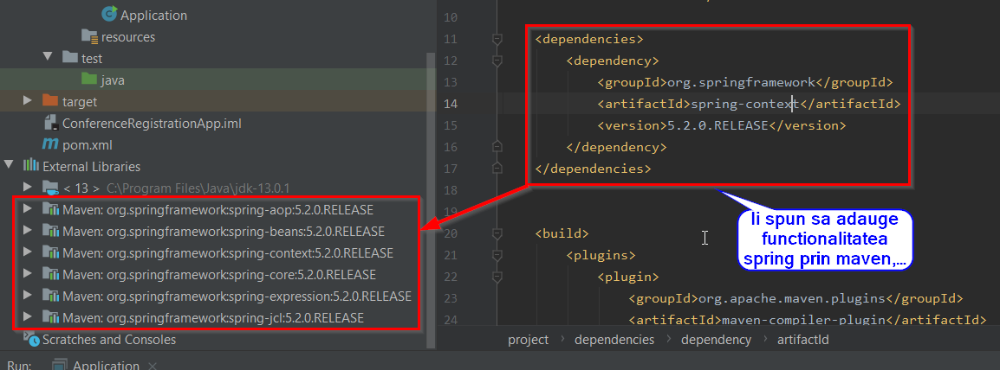 Application
resources
test
java
target
ConferenceRegistrationApp.iml
pom.xml
External Libraries
< 13 > C:\Program Files\Java\jdk-13.0.1
Maven: org.springframework:spring-aop:5.2.0.RELEASE
Maven: org.springframework:spring-beans:5.2.0.RELEASE
Maven: org.springframework:spring-context:5.2.0.RELEASE
Maven: org.springframework:spring-core:5.2.0.RELEASE
Maven: org.springframework:spring-expression:5.2.0.RELEASE
Maven: org.springframework:spring-jcl:5.2.0.RELEASE
Scratches and Consoles
Run: Application ×
10
11 <dependencies>
12 <dependency>
13 <groupId>org.springframework</groupId>
14 <artifactId>spring-context</artifactId>
15 <version>5.2.0.RELEASE</version>
16 </dependency>
17 </dependencies>
18
19
20 <build>
21 <plugins>
22 <plugin>
23 <groupId>org.apache.maven.plugins</groupId>
24 <artifactId>maven-compiler-plugin</artifactId>
Ii spun sa adauge
functionalitatea
spring prin maven,...
project › dependencies › dependency › artifactId